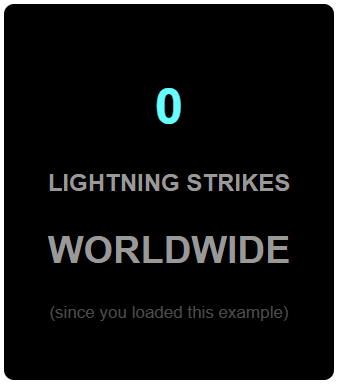 0
LIGHTNING STRIKES
WORLDWIDE
(since you loaded this example)